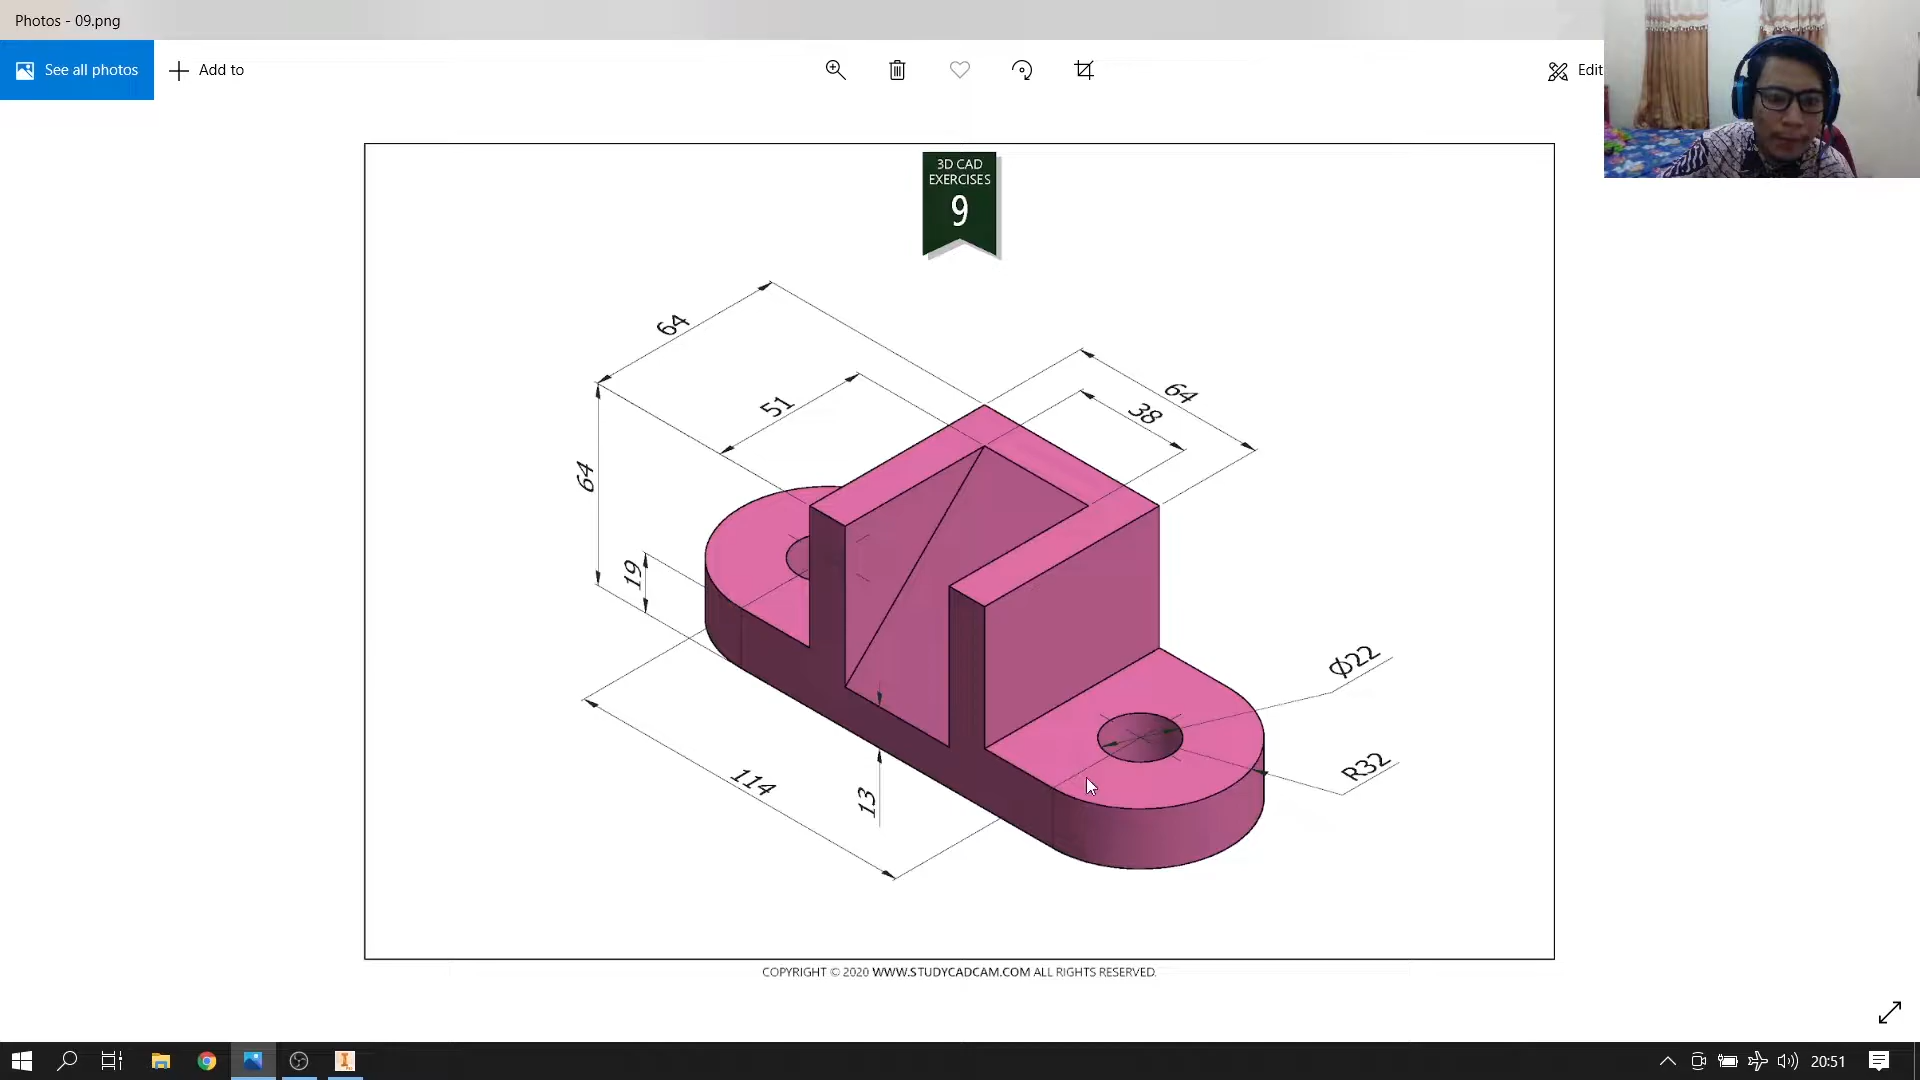 Photos - 09.png
See all photos
Add to
Edit
3D CAD
EXERCISES
9
64
51
64
38
64
19
Φ22
R32
114
13
COPYRIGHT © 2020 WWW.STUDYCADCAM.COM ALL RIGHTS RESERVED.
20:51